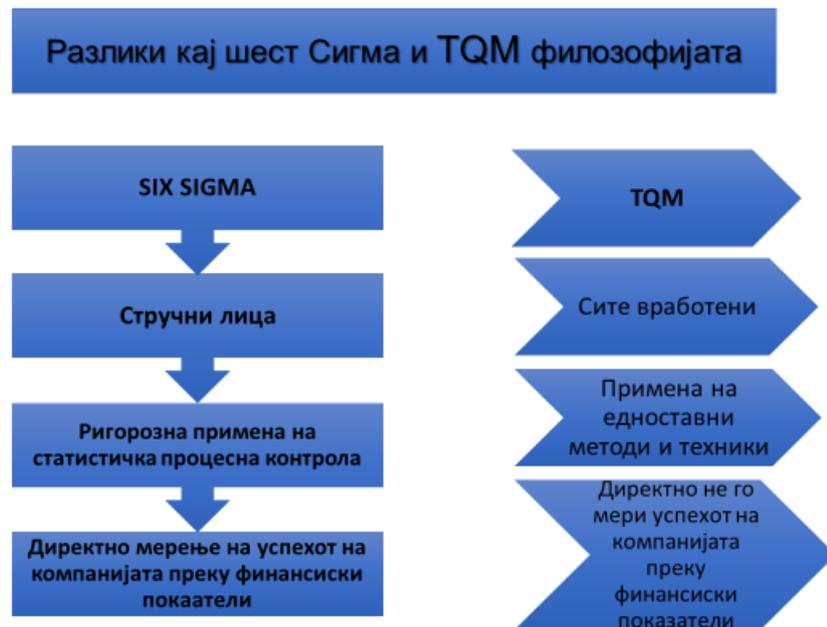 Разлики кај шест Сигма и TQM филозофијата
SIX SIGMA
Стручни лица
Ригорозна примена на
статистичка процесна контрола
Директно мерење на успехот на
компанијата преку финансиски
покаатели
TQM
Сите вработени
Примена на
едноставни
методи и техники
Директно не го
мери успехот на
компанијата
преку
финансиски
показатели